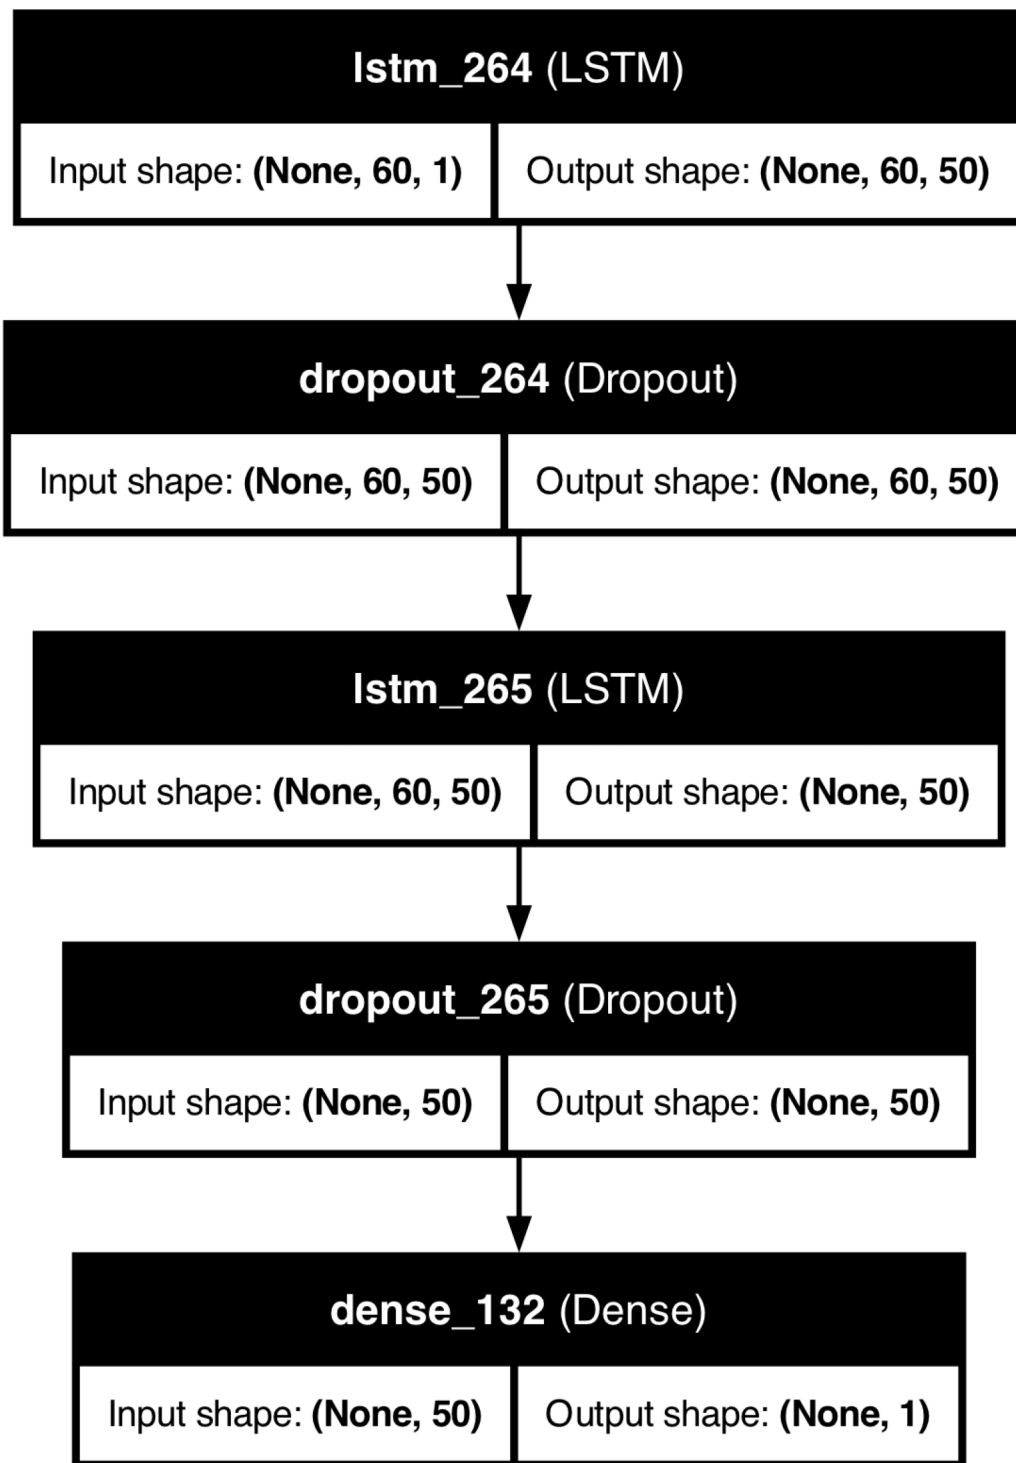 lstm_264 (LSTM)
Input shape: (None, 60, 1) Output shape: (None, 60, 50)
dropout_264 (Dropout)
Input shape: (None, 60, 50) Output shape: (None, 60, 50)
lstm_265 (LSTM)
Input shape: (None, 60, 50) Output shape: (None, 50)
dropout_265 (Dropout)
Input shape: (None, 50) Output shape: (None, 50)
dense_132 (Dense)
Input shape: (None, 50) Output shape: (None, 1)